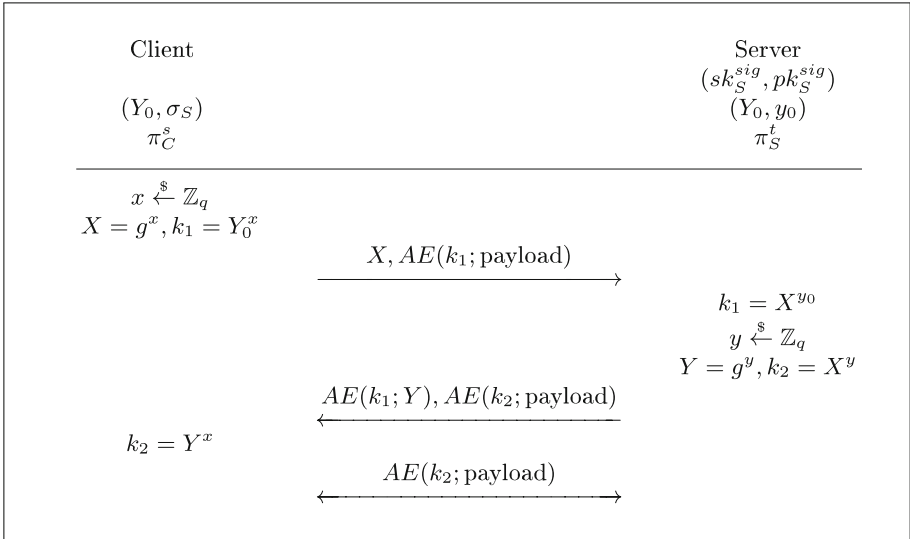 Client Server
(sk_S^{sig}, pk_S^{sig})
(Y_0, σ_S) (Y_0, y_0)
π_C^s π_S^t
x $← ℤ_q
X = g^x, k_1 = Y_0^x
X, AE(k_1; payload)
k_1 = X^{y_0}
y $← ℤ_q
Y = g^y, k_2 = X^y
AE(k_1; Y), AE(k_2; payload)
k_2 = Y^x
AE(k_2; payload)